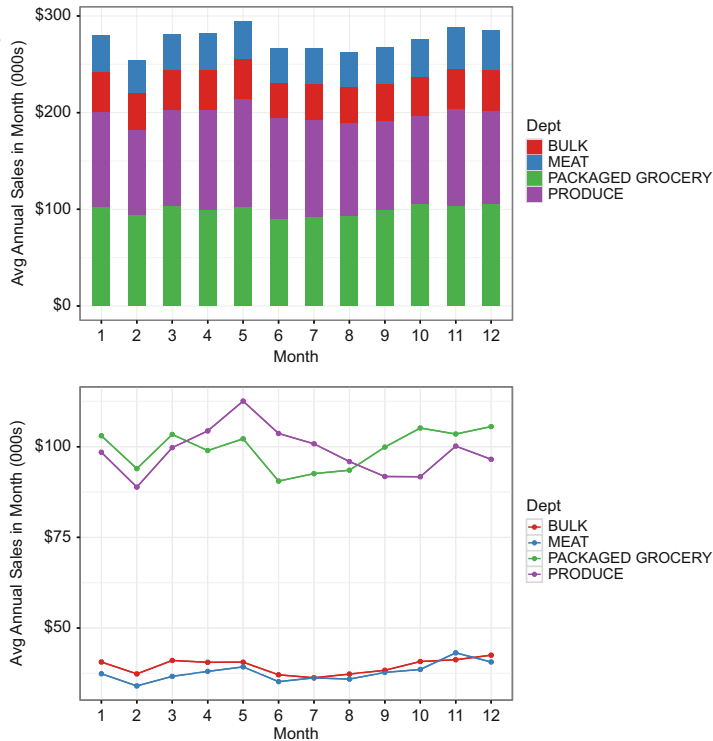 Avg Annual Sales in Month (000s)
$300
$200
$100
$0
1 2 3 4 5 6 7 8 9 10 11 12
Month
Dept
BULK
MEAT
PACKAGED GROCERY
PRODUCE
Avg Annual Sales in Month (000s)
$100
$75
$50
1 2 3 4 5 6 7 8 9 10 11 12
Month
Dept
BULK
MEAT
PACKAGED GROCERY
PRODUCE